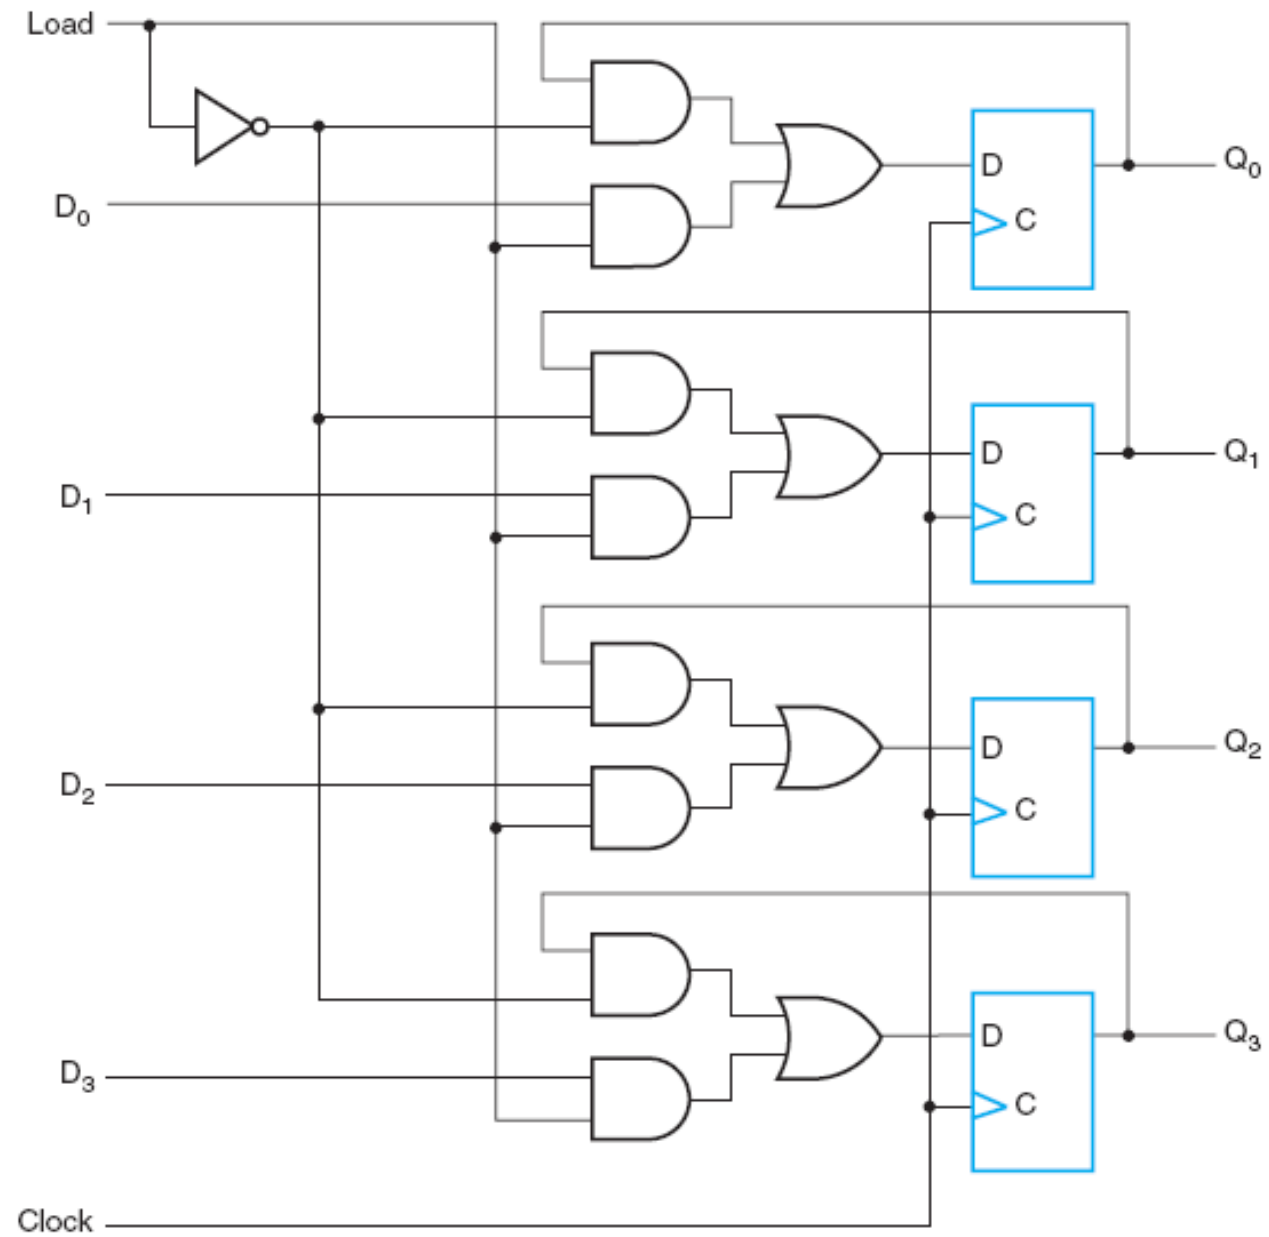 Load
D₀
D C Q₀
D₁
D C Q₁
D₂
D C Q₂
D₃
D C Q₃
Clock